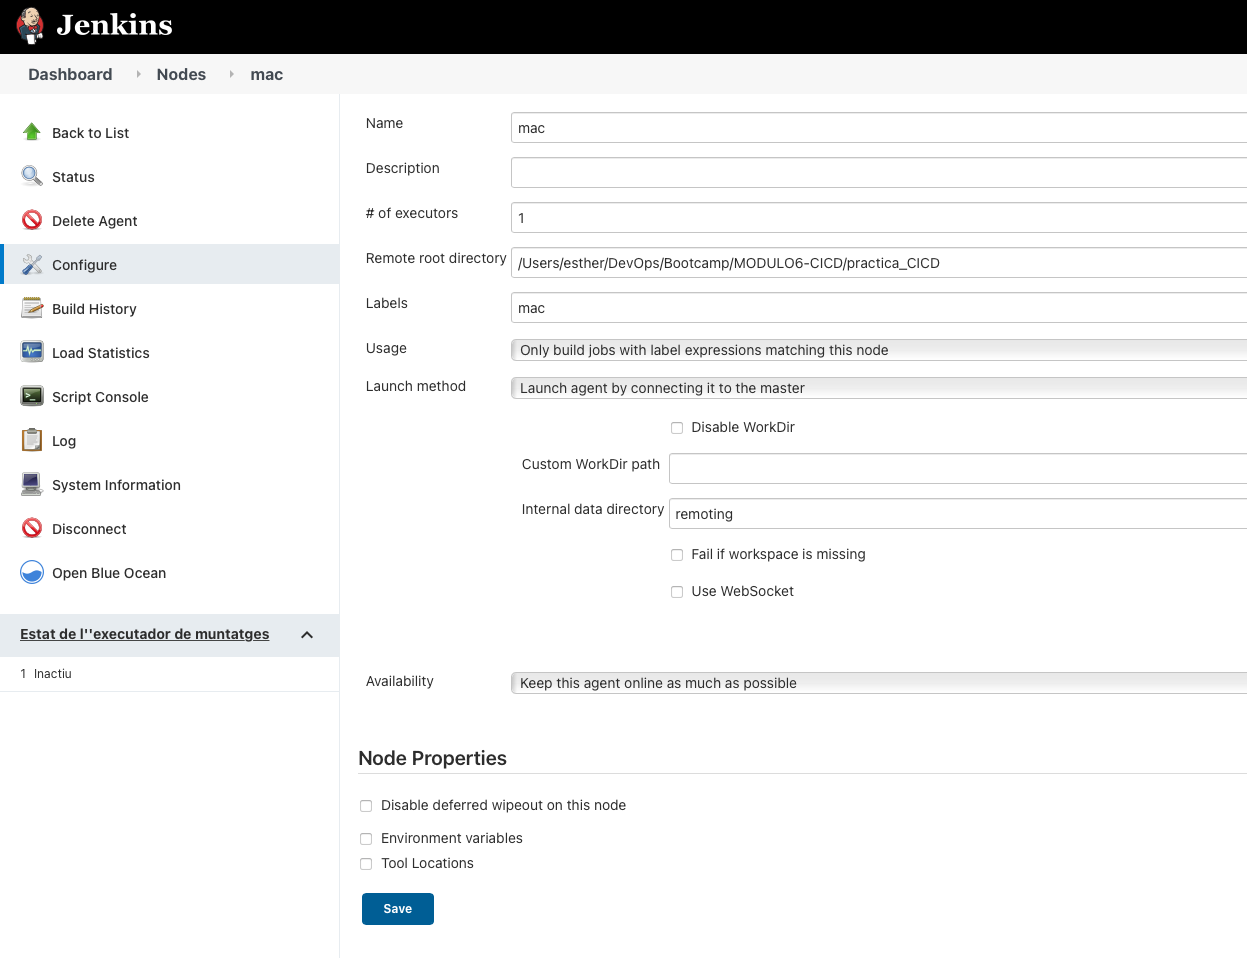 Jenkins
Dashboard Nodes mac
Back to List
Status
Delete Agent
Configure
Build History
Load Statistics
Script Console
Log
System Information
Disconnect
Open Blue Ocean
Estat de l''executador de muntatges
1 Inactiu
Name mac
Description
# of executors 1
Remote root directory /Users/esther/DevOps/Bootcamp/MODULO6-CICD/practica_CICD
Labels mac
Usage Only build jobs with label expressions matching this node
Launch method Launch agent by connecting it to the master
Disable WorkDir
Custom WorkDir path
Internal data directory remoting
Fail if workspace is missing
Use WebSocket
Availability Keep this agent online as much as possible
Node Properties
Disable deferred wipeout on this node
Environment variables
Tool Locations
Save